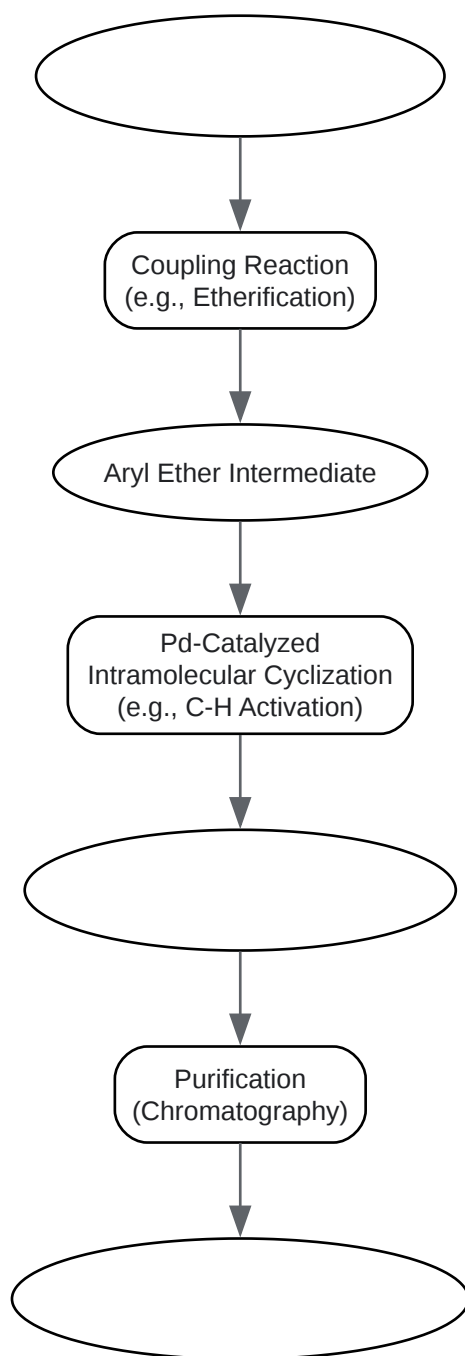 Coupling Reaction
(e.g., Etherification)
Aryl Ether Intermediate
Pd-Catalyzed
Intramolecular Cyclization
(e.g., C-H Activation)
Purification
(Chromatography)